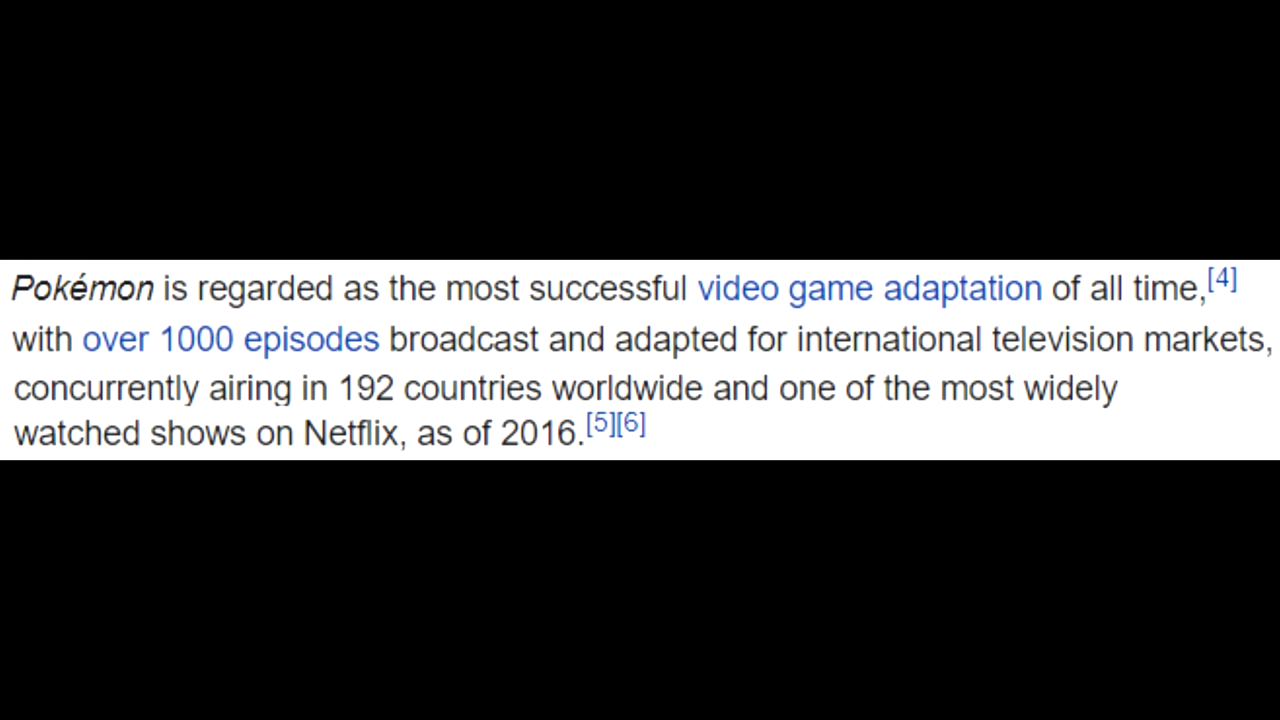 Pokémon is regarded as the most successful video game adaptation of all time,[4]
with over 1000 episodes broadcast and adapted for international television markets,
concurrently airing in 192 countries worldwide and one of the most widely
watched shows on Netflix, as of 2016.[5][6]